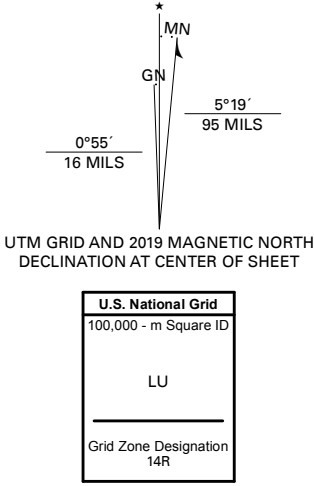 ★
MN
GN
5°19´
95 MILS
0°55´
16 MILS
UTM GRID AND 2019 MAGNETIC NORTH
DECLINATION AT CENTER OF SHEET
U.S. National Grid
100,000 - m Square ID
LU
Grid Zone Designation
14R